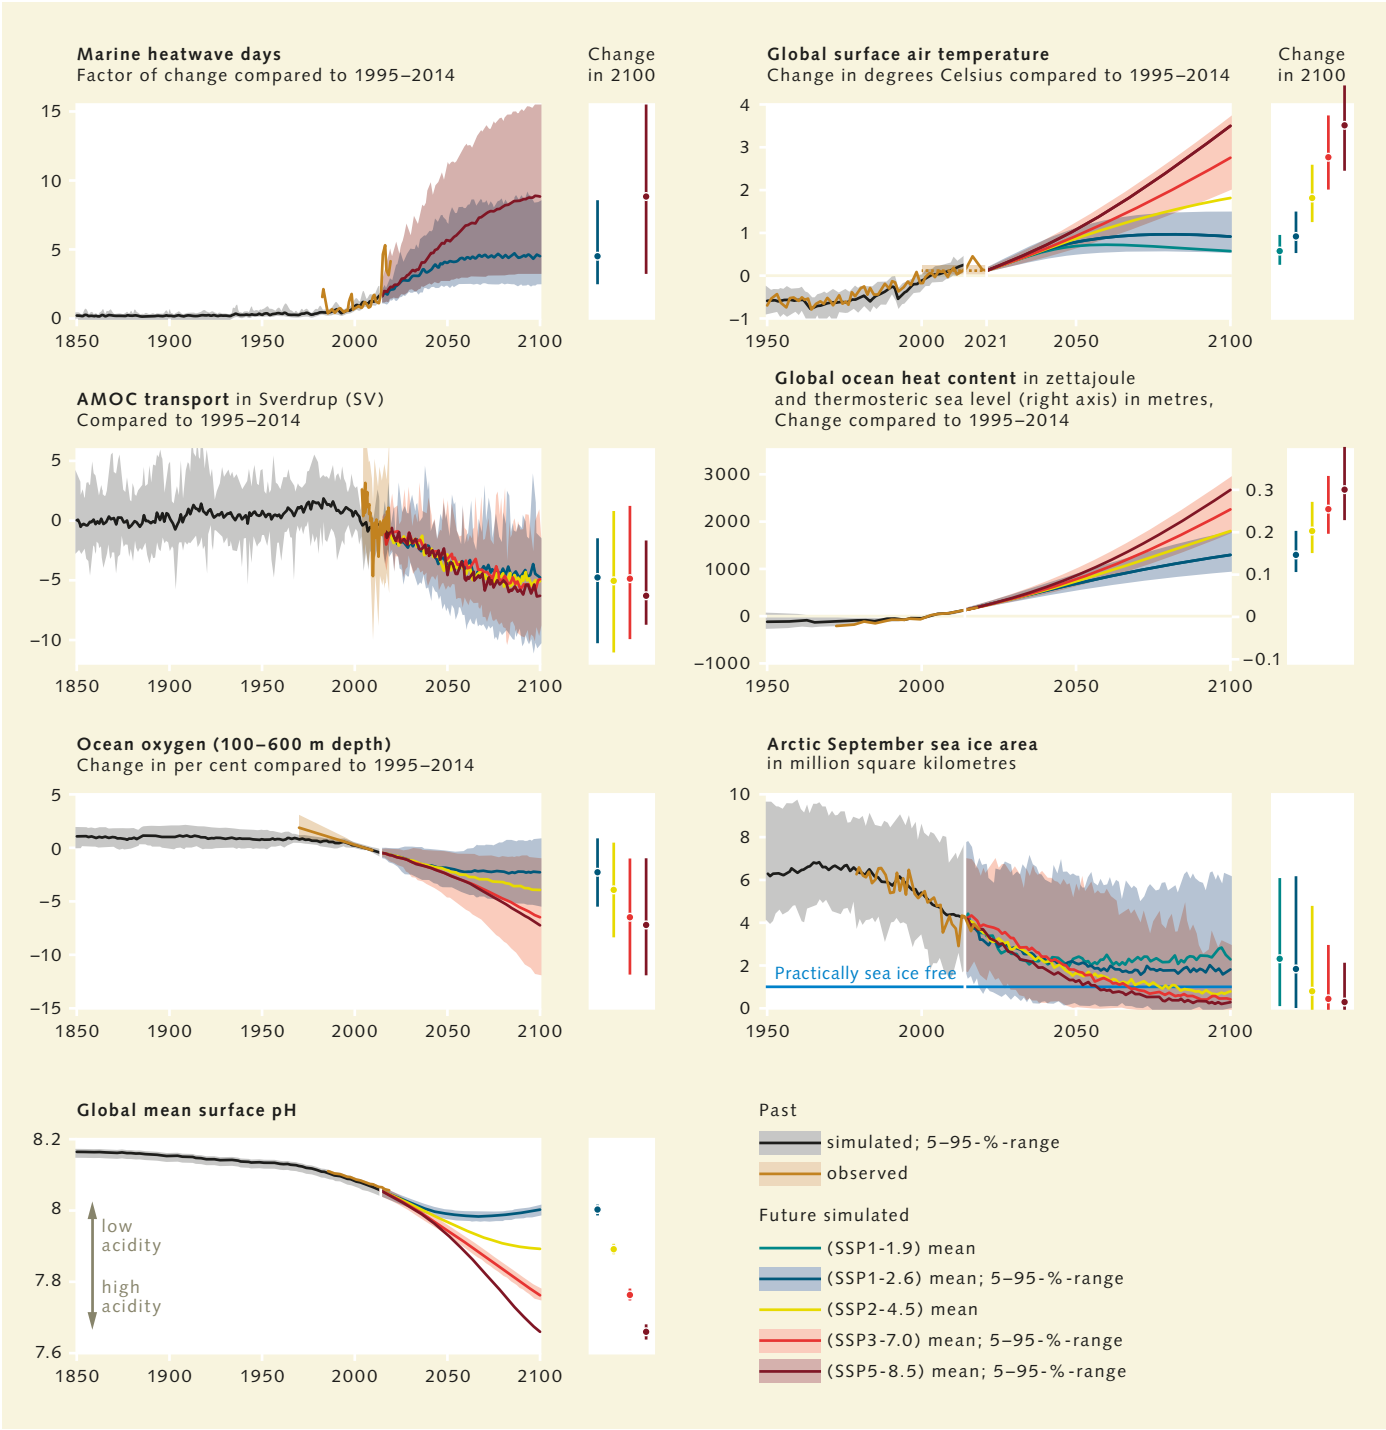 Marine heatwave days
Factor of change compared to 1995–2014
Change
in 2100
15
10
5
0
1850
1900
1950
2000
2050
2100
Global surface air temperature
Change in degrees Celsius compared to 1995–2014
Change
in 2100
4
3
2
1
0
–1
1950
2000
2021
2050
2100
AMOC transport in Sverdrup (SV)
Compared to 1995–2014
5
0
–5
–10
1850
1900
1950
2000
2050
2100
Global ocean heat content in zettajoule
and thermosteric sea level (right axis) in metres,
Change compared to 1995–2014
3000
2000
1000
0
–1000
0.3
0.2
0.1
0
–0.1
1950
2000
2050
2100
Ocean oxygen (100–600 m depth)
Change in per cent compared to 1995–2014
5
0
–5
–10
–15
1850
1900
1950
2000
2050
2100
Arctic September sea ice area
in million square kilometres
10
8
6
4
2
0
Practically sea ice free
1950
2000
2050
2100
Global mean surface pH
8.2
8
7.8
7.6
low
acidity
high
acidity
1850
1900
1950
2000
2050
2100
Past
simulated; 5–95-%-range
observed
Future simulated
(SSP1-1.9) mean
(SSP1-2.6) mean; 5–95-%-range
(SSP2-4.5) mean
(SSP3-7.0) mean; 5–95-%-range
(SSP5-8.5) mean; 5–95-%-range